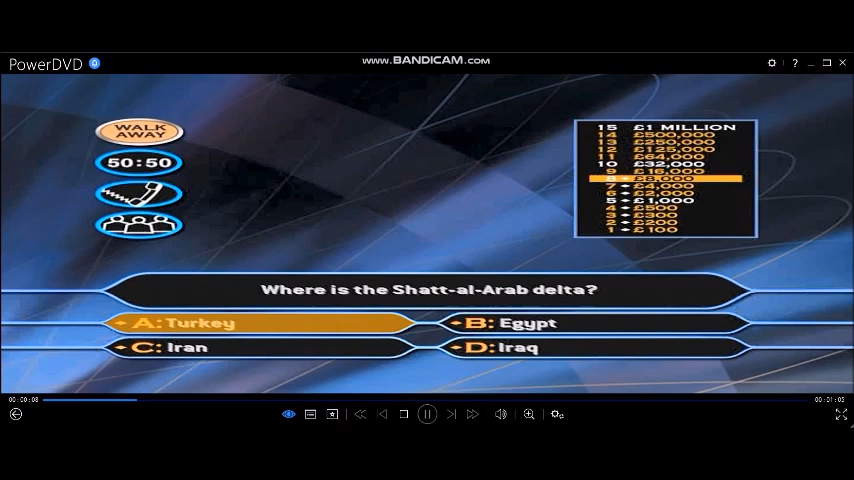 www.BANDICAM.com
PowerDVD
WALK
AWAY
50:50
15 £1 MILLION
14 £500,000
13 £250,000
12 £125,000
11 £64,000
10 £32,000
9 £16,000
8 £8,000
7 £4,000
6 £2,000
5 £1,000
4 £500
3 £300
2 £200
1 £100
Where is the Shatt-al-Arab delta?
A: Turkey
B: Egypt
C: Iran
D: Iraq
00:00:08
00:01:05